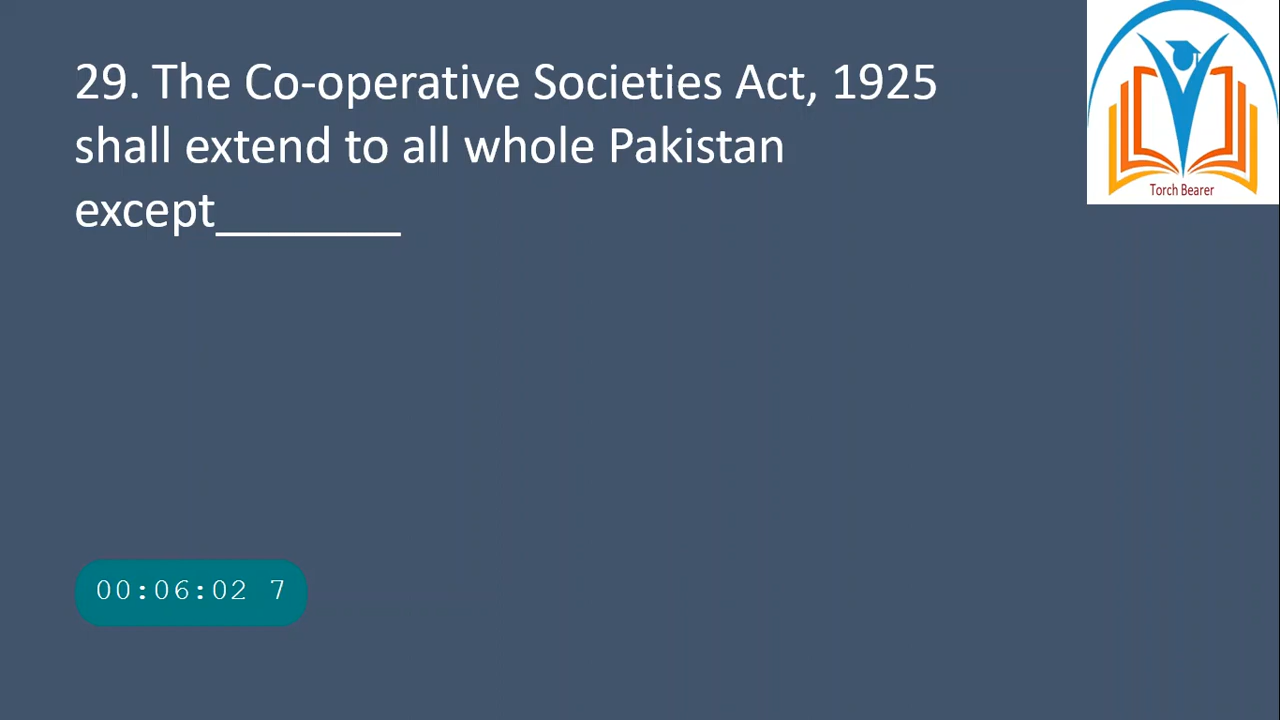 29. The Co-operative Societies Act, 1925
shall extend to all whole Pakistan
except_______
Torch Bearer
00:06:02 7